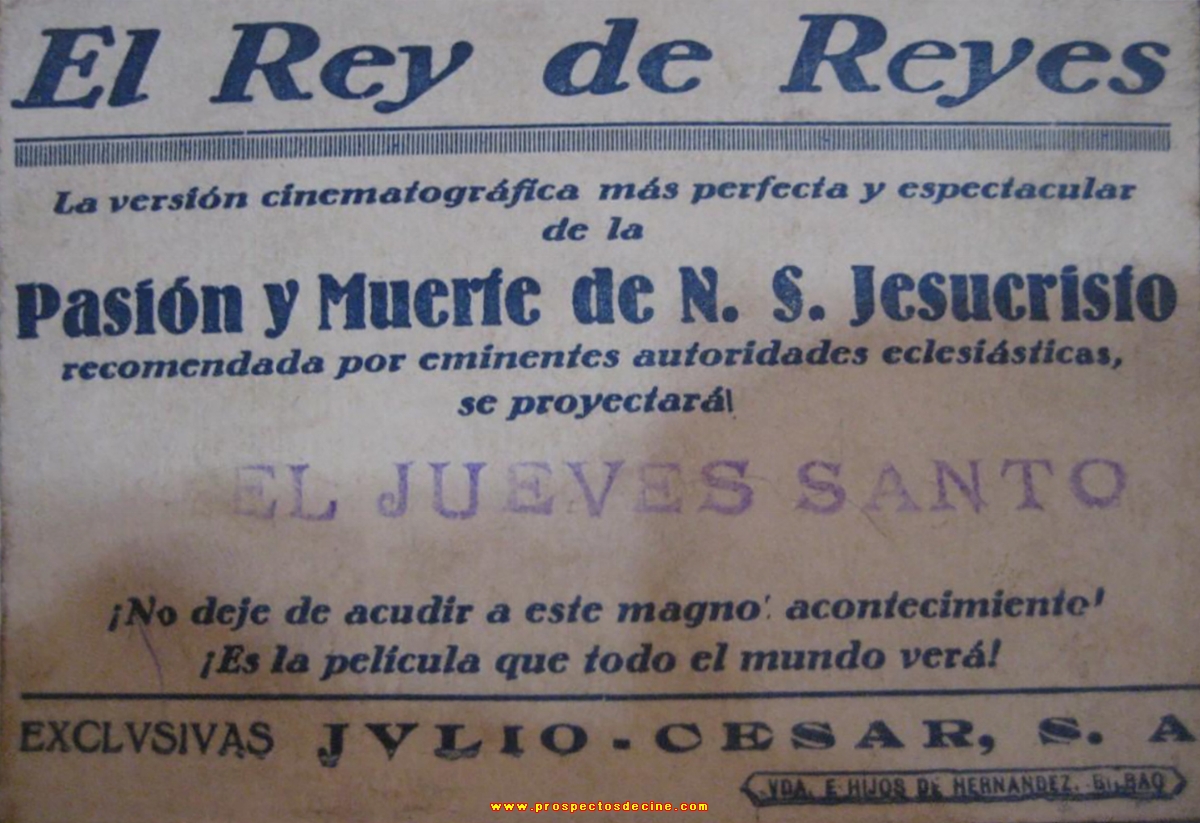 El Rey de Reyes
La versión cinematográfica más perfecta y espectacular
de la
Pasión y Muerte de N. S. Jesucristo
recomendada por eminentes autoridades eclesiásticas,
se proyectará
EL JUEVES SANTO
¡No deje de acudir a este magno acontecimiento!
¡Es la película que todo el mundo verá!
EXCLVSIVAS JVLIO-CESAR, S. A
VDA. E HIJOS DE HERNANDEZ. BILBAO
www.prospectosdecine.com